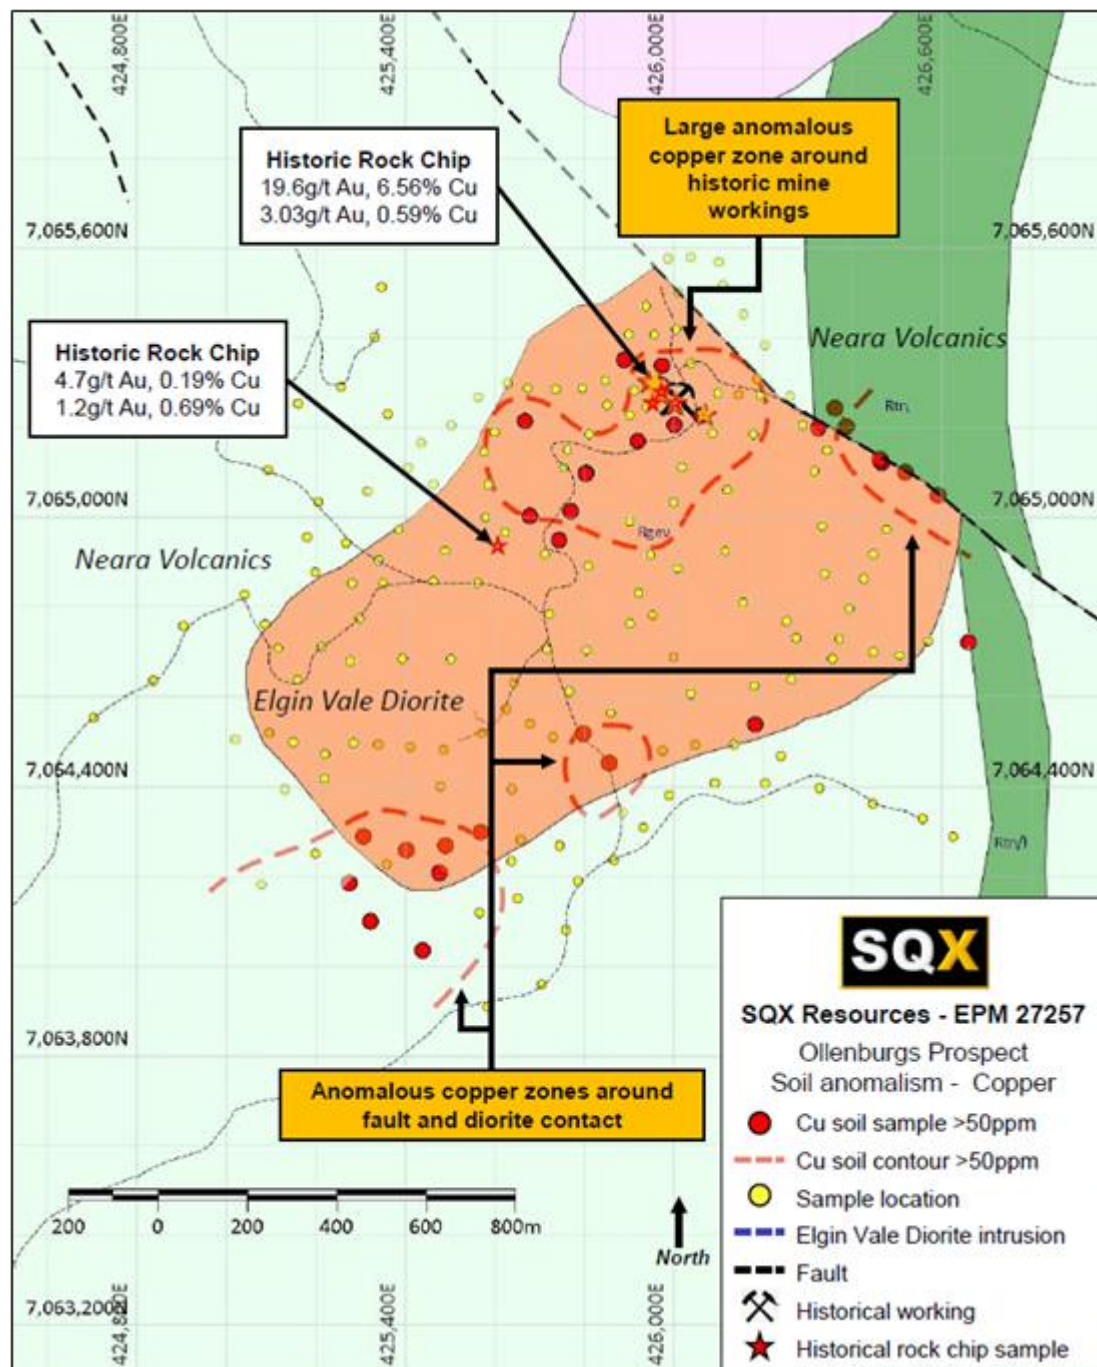 424,800E
425,400E
426,000E
426,600E
Large anomalous
copper zone around
historic mine
workings
Historic Rock Chip
19.6g/t Au, 6.56% Cu
3.03g/t Au, 0.59% Cu
7,065,600N
7,065,600N
Historic Rock Chip
4.7g/t Au, 0.19% Cu
1.2g/t Au, 0.69% Cu
Neara Volcanics
Rtn
7,065,000N
7,065,000N
Rgev
Neara Volcanics
Elgin Vale Diorite
7,064,400N
7,064,400N
Rtn/l
7,063,800N
Anomalous copper zones around
fault and diorite contact
200 0 200 400 600 800m
North
7,063,200N
424,800E
425,400E
426,000E
SQX
SQX Resources - EPM 27257
Ollenburgs Prospect
Soil anomalism - Copper
Cu soil sample >50ppm
Cu soil contour >50ppm
Sample location
Elgin Vale Diorite intrusion
Fault
Historical working
Historical rock chip sample